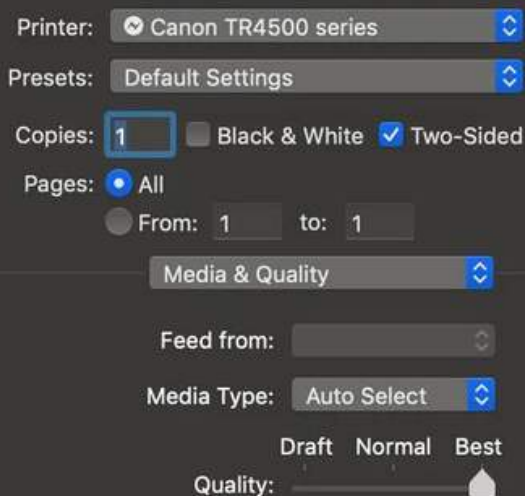 Printer: Canon TR4500 series
Presets: Default Settings
Copies: 1 Black & White Two-Sided
Pages: All
From: 1 to: 1
Media & Quality
Feed from:
Media Type: Auto Select
Draft Normal Best
Quality: